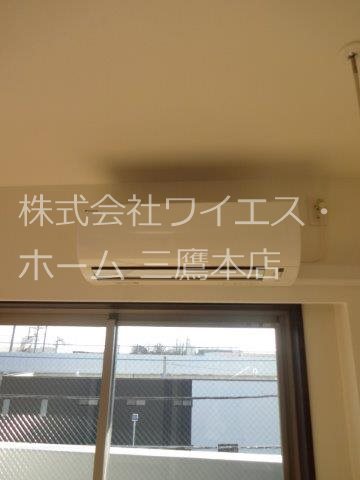 株式会社ワイエス・
ホーム 三鷹本店